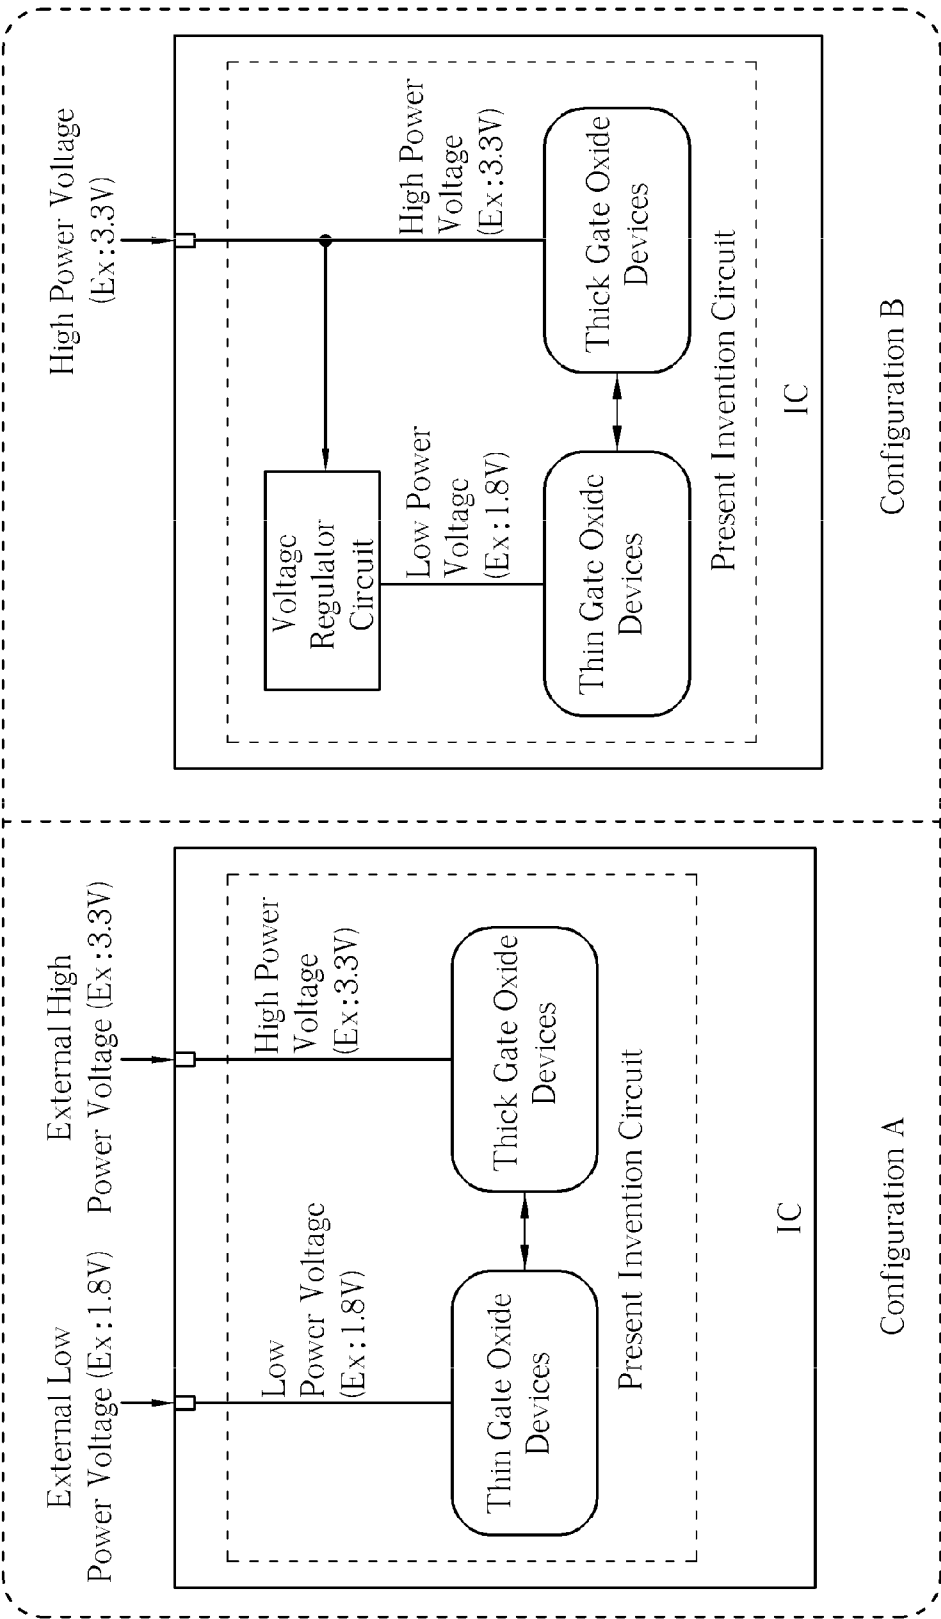 External Low
Power Voltage (Ex:1.8V)
External High
Power Voltage (Ex:3.3V)
Low
Power Voltage
(Ex:1.8V)
High Power
Voltage
(Ex:3.3V)
Thin Gate Oxide
Devices
Thick Gate Oxide
Devices
Present Invention Circuit
IC
Configuration A
High Power Voltage
(Ex:3.3V)
Voltage
Regulator
Circuit
Low Power
Voltage
(Ex:1.8V)
High Power
Voltage
(Ex:3.3V)
Thin Gate Oxide
Devices
Thick Gate Oxide
Devices
Present Invention Circuit
IC
Configuration B